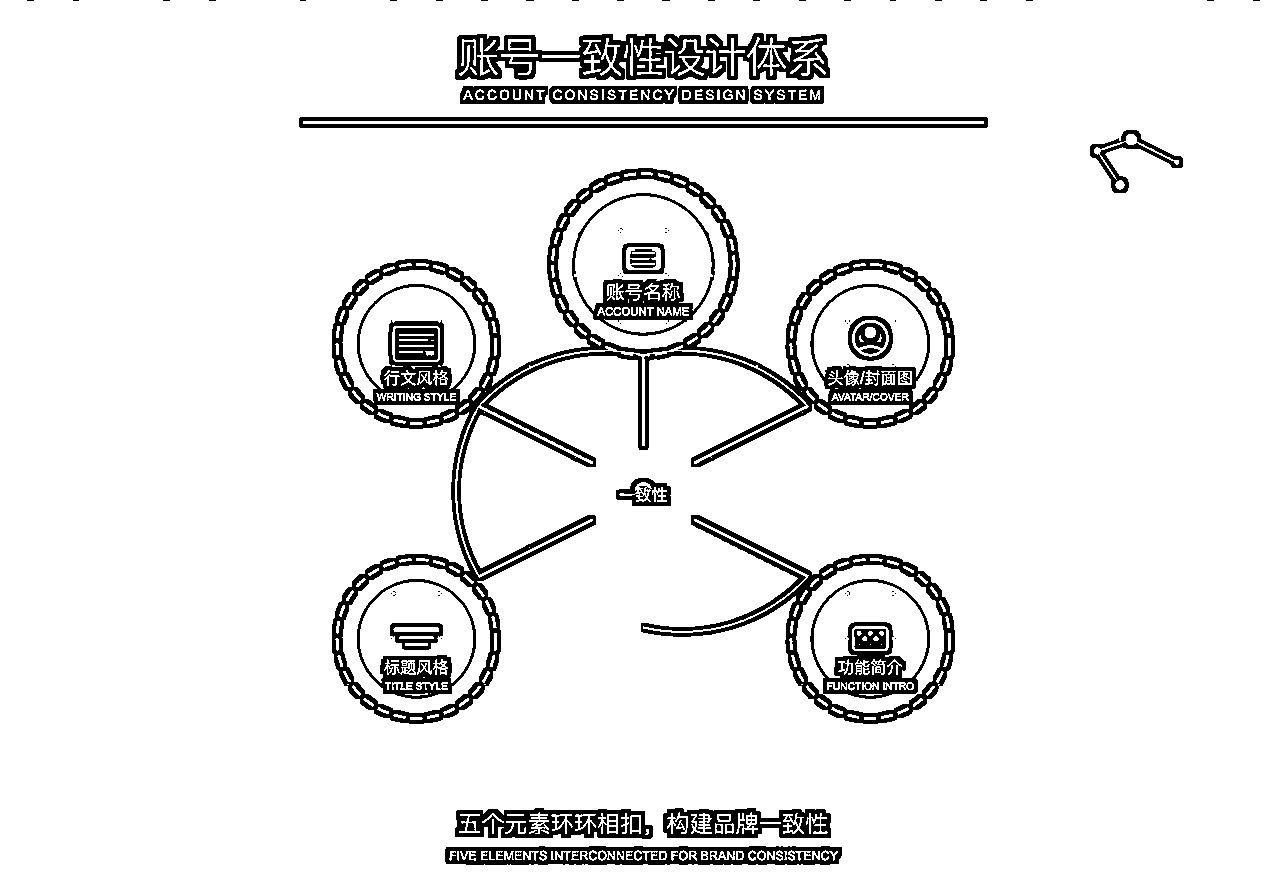 账号一致性设计体系
ACCOUNT CONSISTENCY DESIGN SYSTEM
账号名称
ACCOUNT NAME
行文风格
WRITING STYLE
头像/封面图
AVATAR/COVER
一致性
标题风格
TITLE STYLE
功能简介
FUNCTION INTRO
五个元素环环相扣，构建品牌一致性
FIVE ELEMENTS INTERCONNECTED FOR BRAND CONSISTENCY